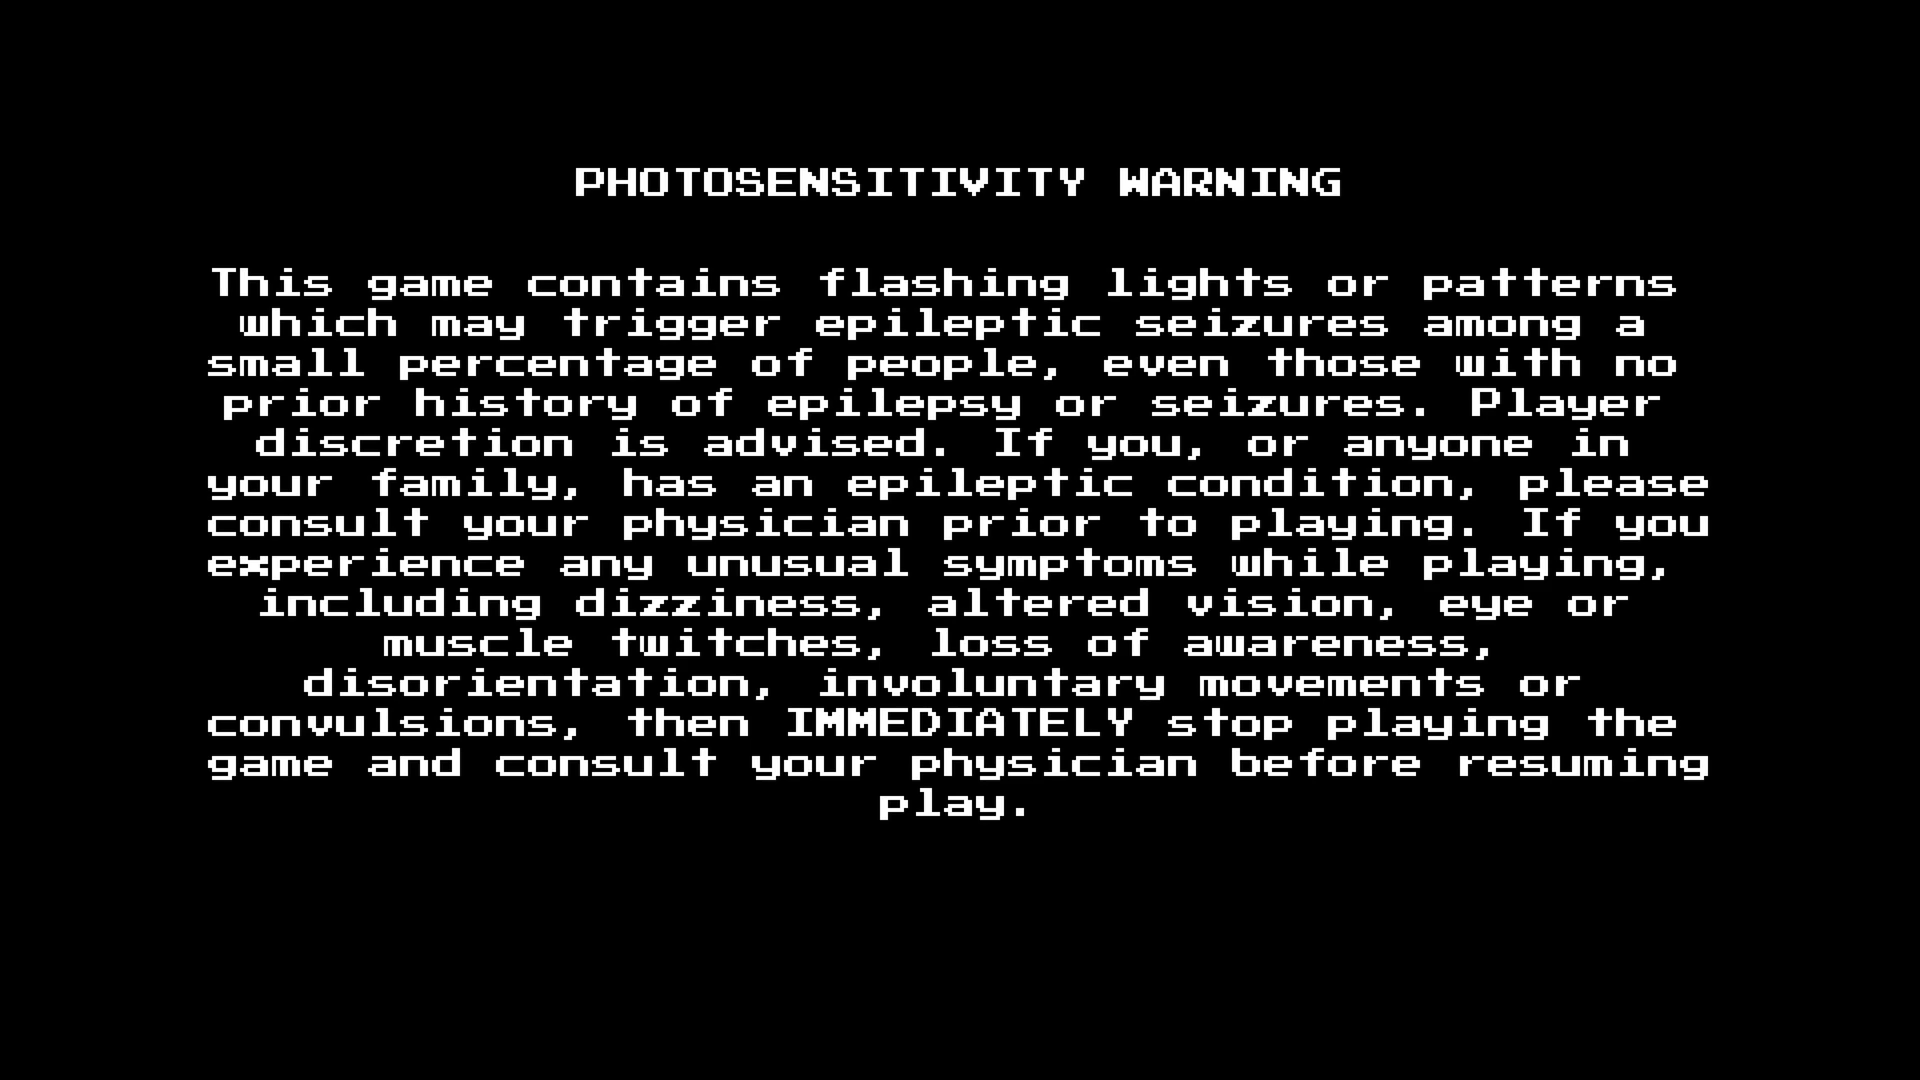 PHOTOSENSITIVITY WARNING
This game contains flashing lights or patterns
which may trigger epileptic seizures among a
small percentage of people, even those with no
prior history of epilepsy or seizures. Player
discretion is advised. If you, or anyone in
your family, has an epileptic condition, please
consult your physician prior to playing. If you
experience any unusual symptoms while playing,
including dizziness, altered vision, eye or
muscle twitches, loss of awareness,
disorientation, involuntary movements or
convulsions, then IMMEDIATELY stop playing the
game and consult your physician before resuming
play.